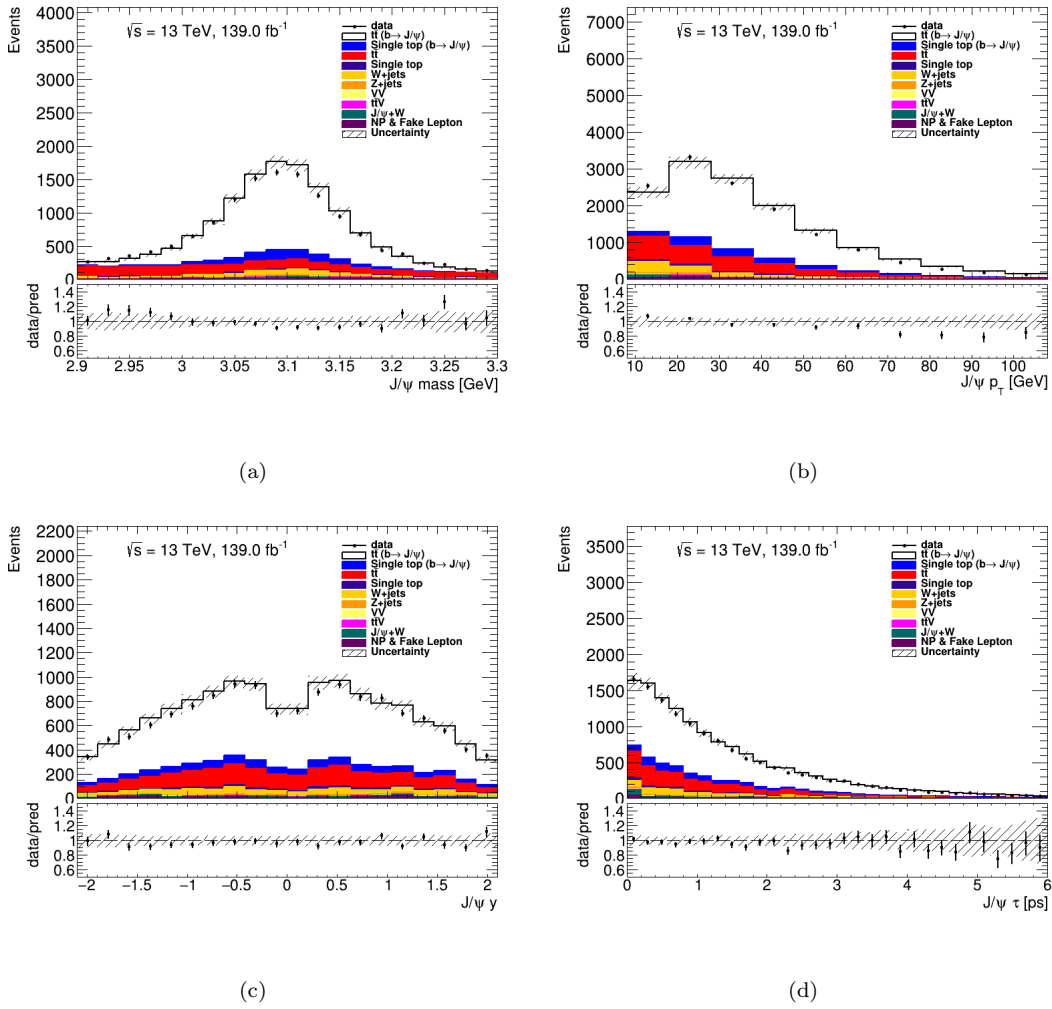 Events
√s = 13 TeV, 139.0 fb⁻¹
data
tt̄ (b→ J/ψ)
Single top (b→ J/ψ)
tt̄
Single top
W+jets
Z+jets
VV
tt̄V
J/ψ+W
NP & Fake Lepton
Uncertainty
4000
3500
3000
2500
2000
1500
1000
500
0
data/pred
1.4
1.2
1
0.8
0.6
2.9 2.95 3 3.05 3.1 3.15 3.2 3.25 3.3
J/ψ mass [GeV]
(a)
Events
√s = 13 TeV, 139.0 fb⁻¹
data
tt̄ (b→ J/ψ)
Single top (b→ J/ψ)
tt̄
Single top
W+jets
Z+jets
VV
tt̄V
J/ψ+W
NP & Fake Lepton
Uncertainty
7000
6000
5000
4000
3000
2000
1000
0
data/pred
1.4
1.2
1
0.8
0.6
10 20 30 40 50 60 70 80 90 100
J/ψ p_T [GeV]
(b)
Events
√s = 13 TeV, 139.0 fb⁻¹
data
tt̄ (b→ J/ψ)
Single top (b→ J/ψ)
tt̄
Single top
W+jets
Z+jets
VV
tt̄V
J/ψ+W
NP & Fake Lepton
Uncertainty
2200
2000
1800
1600
1400
1200
1000
800
600
400
200
0
data/pred
1.4
1.2
1
0.8
0.6
−2 −1.5 −1 −0.5 0 0.5 1 1.5 2
J/ψ y
(c)
Events
√s = 13 TeV, 139.0 fb⁻¹
data
tt̄ (b→ J/ψ)
Single top (b→ J/ψ)
tt̄
Single top
W+jets
Z+jets
VV
tt̄V
J/ψ+W
NP & Fake Lepton
Uncertainty
3500
3000
2500
2000
1500
1000
500
0
data/pred
1.4
1.2
1
0.8
0.6
0 1 2 3 4 5 6
J/ψ τ [ps]
(d)